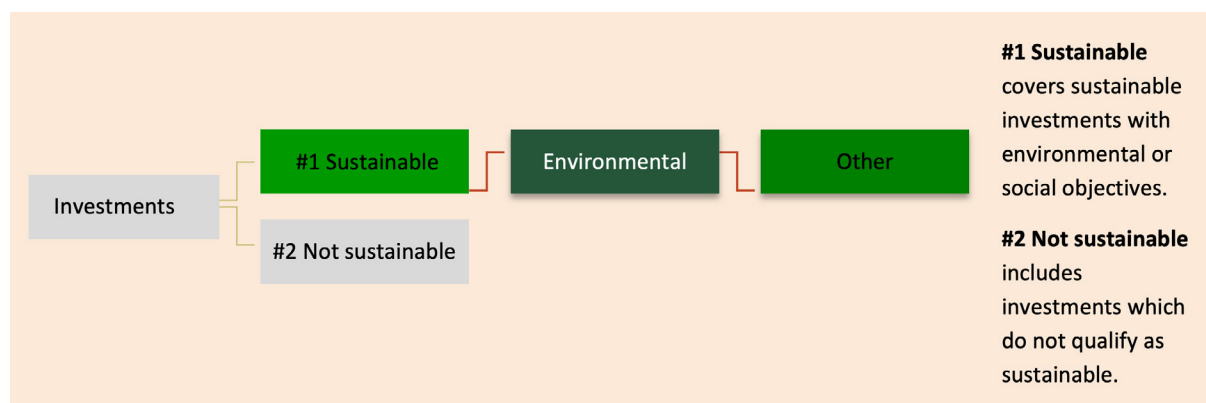 Investments
#1 Sustainable
Environmental
Other
#2 Not sustainable
#1 Sustainable
covers sustainable
investments with
environmental or
social objectives.
#2 Not sustainable
includes
investments which
do not qualify as
sustainable.